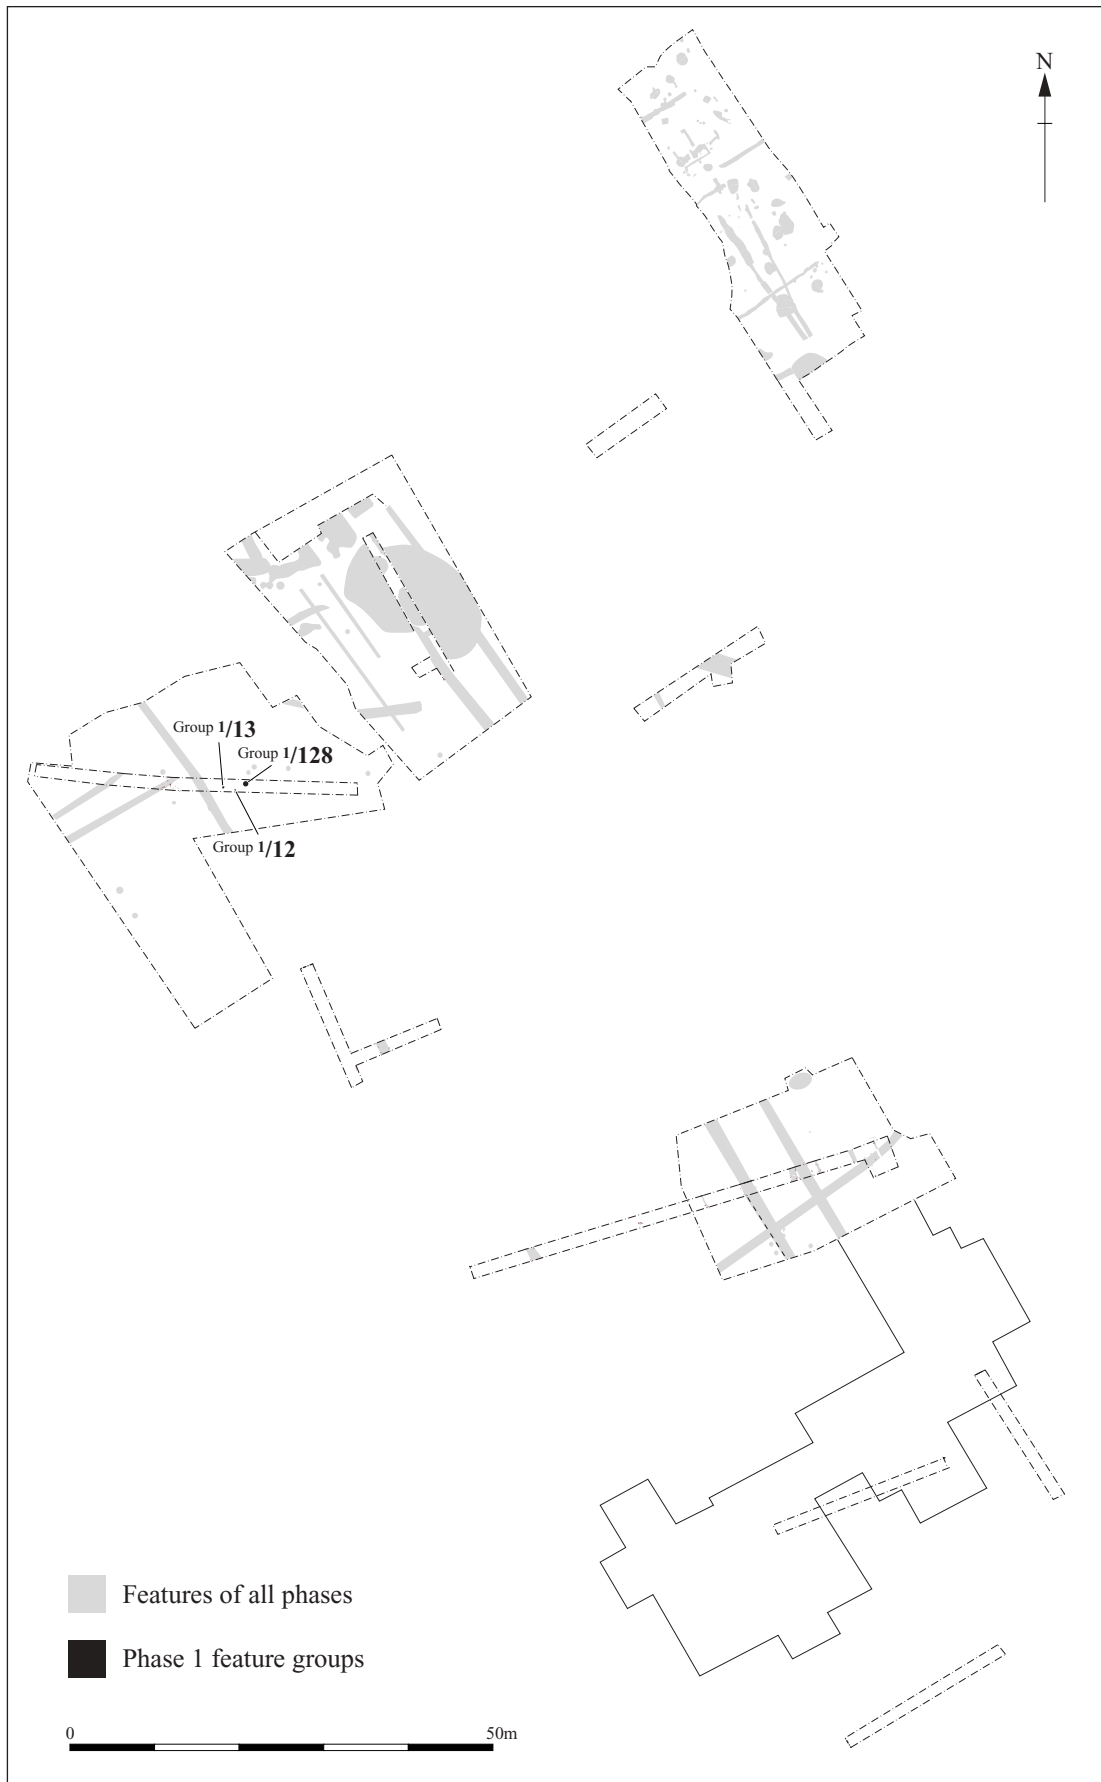 N
Group 1/13
Group 1/128
Group 1/12
Features of all phases
Phase 1 feature groups
0 50m